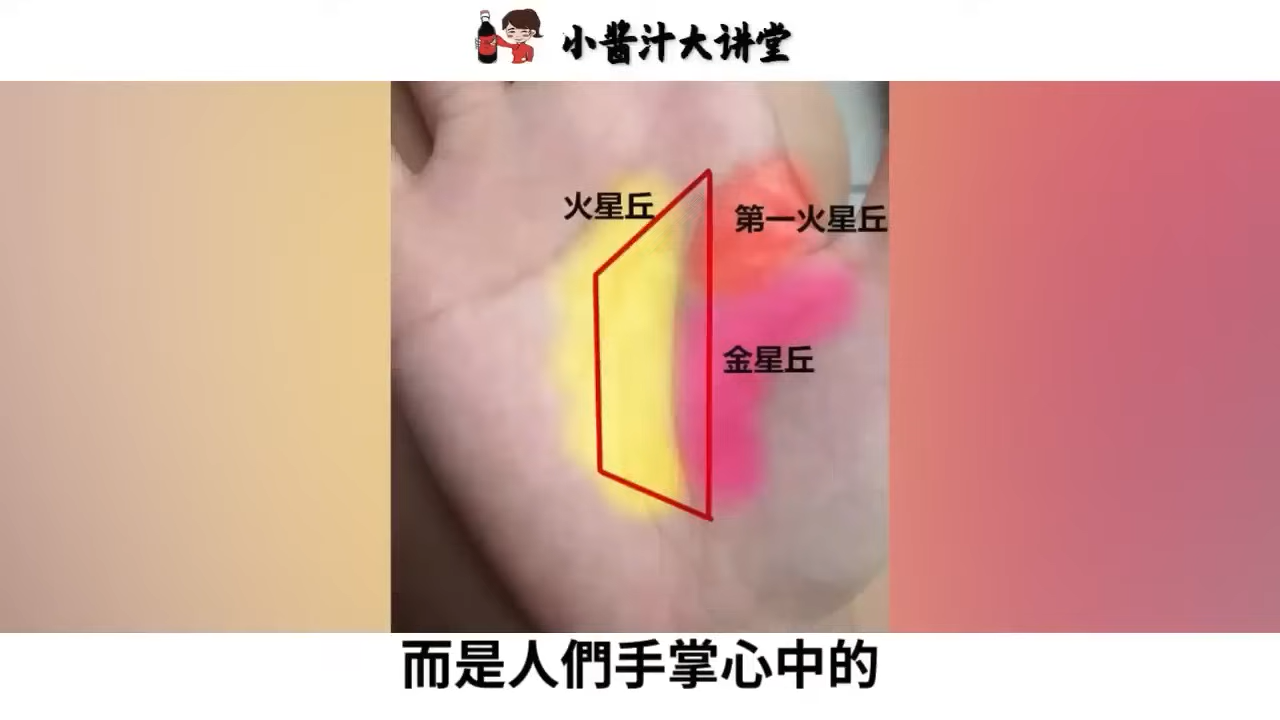 小酱汁大讲堂
火星丘
第一火星丘
金星丘
而是人們手掌心中的